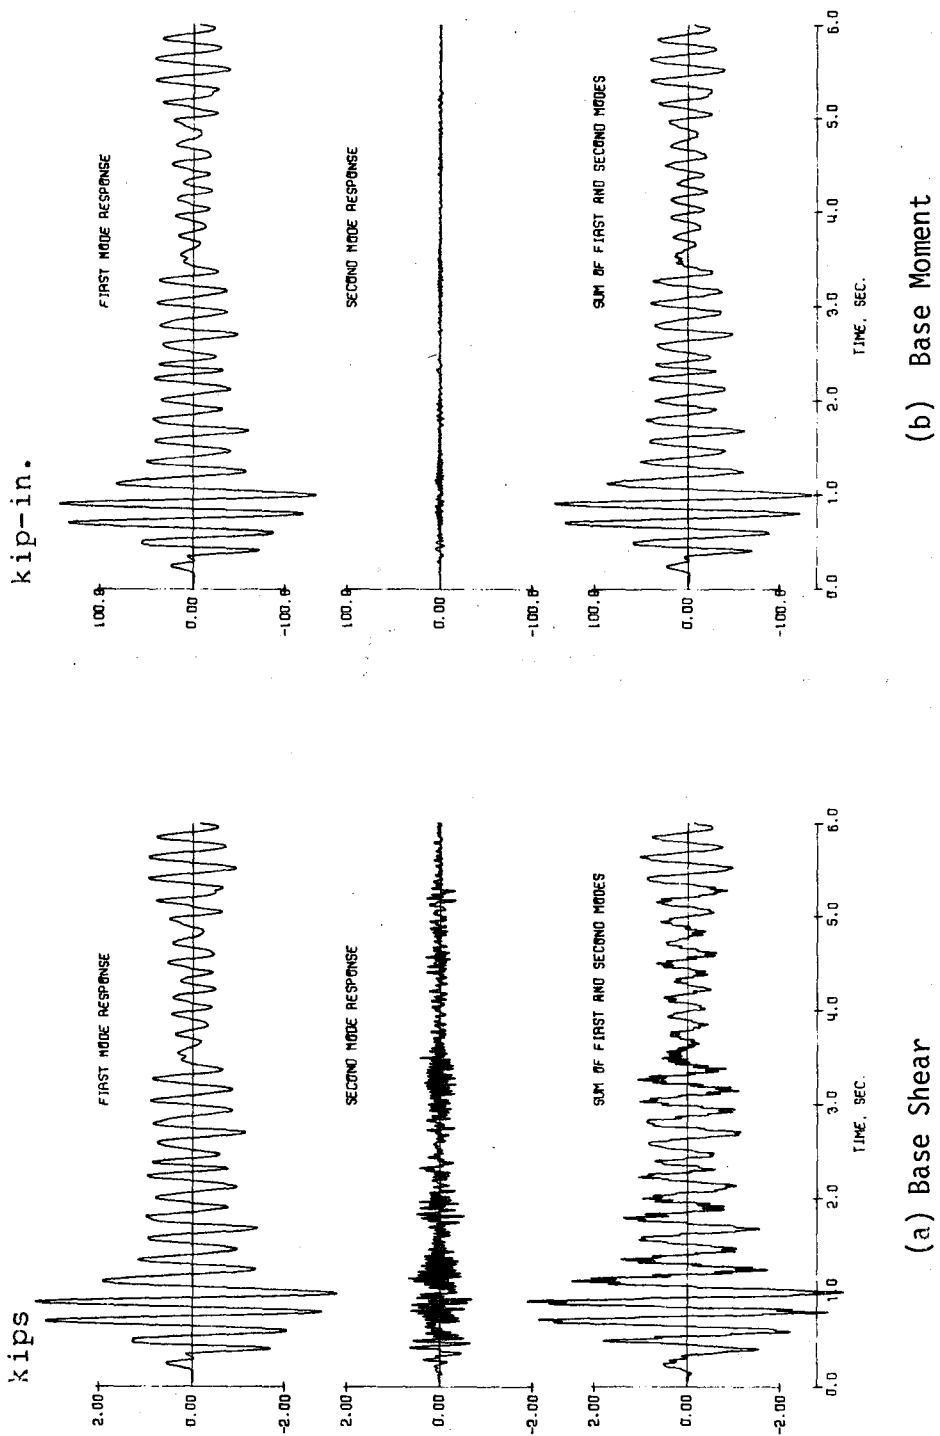 kips
2.00
0.00
-2.00
FIRST MODE RESPONSE
2.00
0.00
-2.00
SECOND MODE RESPONSE
2.00
0.00
-2.00
SUM OF FIRST AND SECOND MODES
0.0 1.0 2.0 3.0 4.0 5.0 6.0
TIME, SEC.
(a) Base Shear
kip-in.
100.0
0.00
-100.0
FIRST MODE RESPONSE
100.0
0.00
-100.0
SECOND MODE RESPONSE
100.0
0.00
-100.0
SUM OF FIRST AND SECOND MODES
0.0 1.0 2.0 3.0 4.0 5.0 6.0
TIME, SEC.
(b) Base Moment